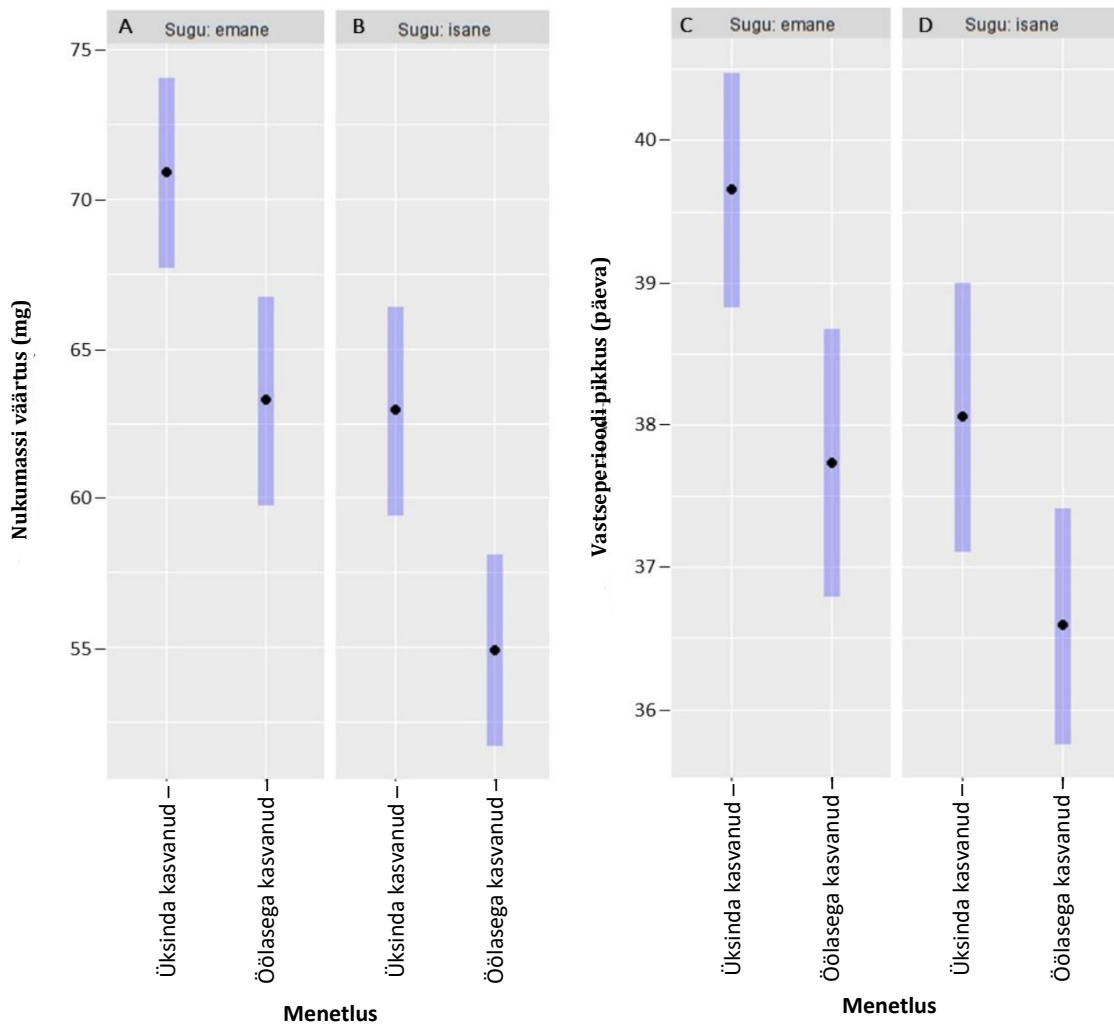 A Sugu: emane
B Sugu: isane
Nukumassi väärtus (mg)
75
70
65
60
55
Üksinda kasvanud
Öölasega kasvanud
Üksinda kasvanud
Öölasega kasvanud
Menetlus
C Sugu: emane
D Sugu: isane
Vastseperioodi pikkus (päeva)
40
39
38
37
36
Üksinda kasvanud
Öölasega kasvanud
Üksinda kasvanud
Öölasega kasvanud
Menetlus